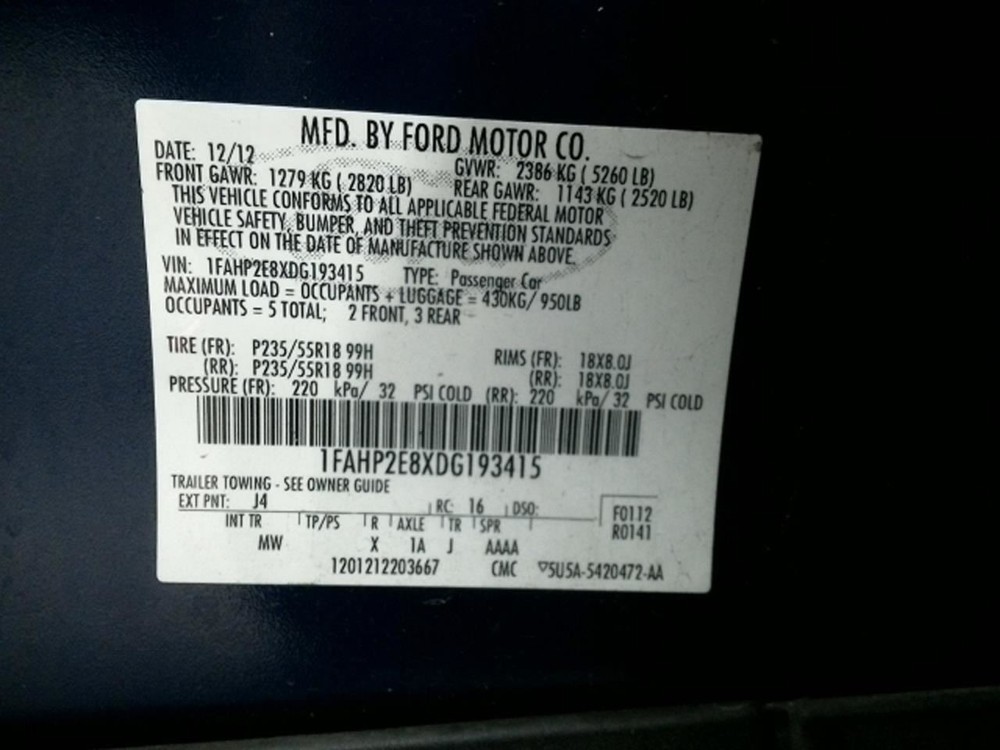 MFD. BY FORD MOTOR CO.
DATE: 12/12 GVWR: 2386 KG ( 5260 LB)
FRONT GAWR: 1279 KG ( 2820 LB) REAR GAWR: 1143 KG ( 2520 LB)
THIS VEHICLE CONFORMS TO ALL APPLICABLE FEDERAL MOTOR
VEHICLE SAFETY, BUMPER, AND THEFT PREVENTION STANDARDS
IN EFFECT ON THE DATE OF MANUFACTURE SHOWN ABOVE.
VIN: 1FAHP2E8XDG193415 TYPE: Passenger Car
MAXIMUM LOAD = OCCUPANTS + LUGGAGE = 430KG/ 950LB
OCCUPANTS = 5 TOTAL; 2 FRONT, 3 REAR
TIRE (FR): P235/55R18 99H RIMS (FR): 18X8.0J
(RR): P235/55R18 99H (RR): 18X8.0J
PRESSURE (FR): 220 kPa/ 32 PSI COLD (RR): 220 kPa/ 32 PSI COLD
1FAHP2E8XDG193415
TRAILER TOWING - SEE OWNER GUIDE
EXT PNT: J4 RC: 16 DSO: F0112
INT TR TP/PS R AXLE TR SPR R0141
MW X 1A J AAAA
1201212203667 CMC ▽5U5A-5420472-AA